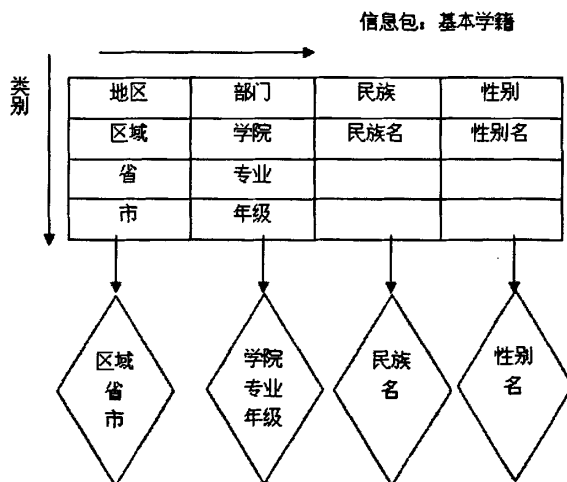 信息包：基本学籍
类别
地区 部门 民族 性别
区域 学院 民族名 性别名
省 专业
市 年级
区域 学院 民族 性别
省 专业 名 名
市 年级